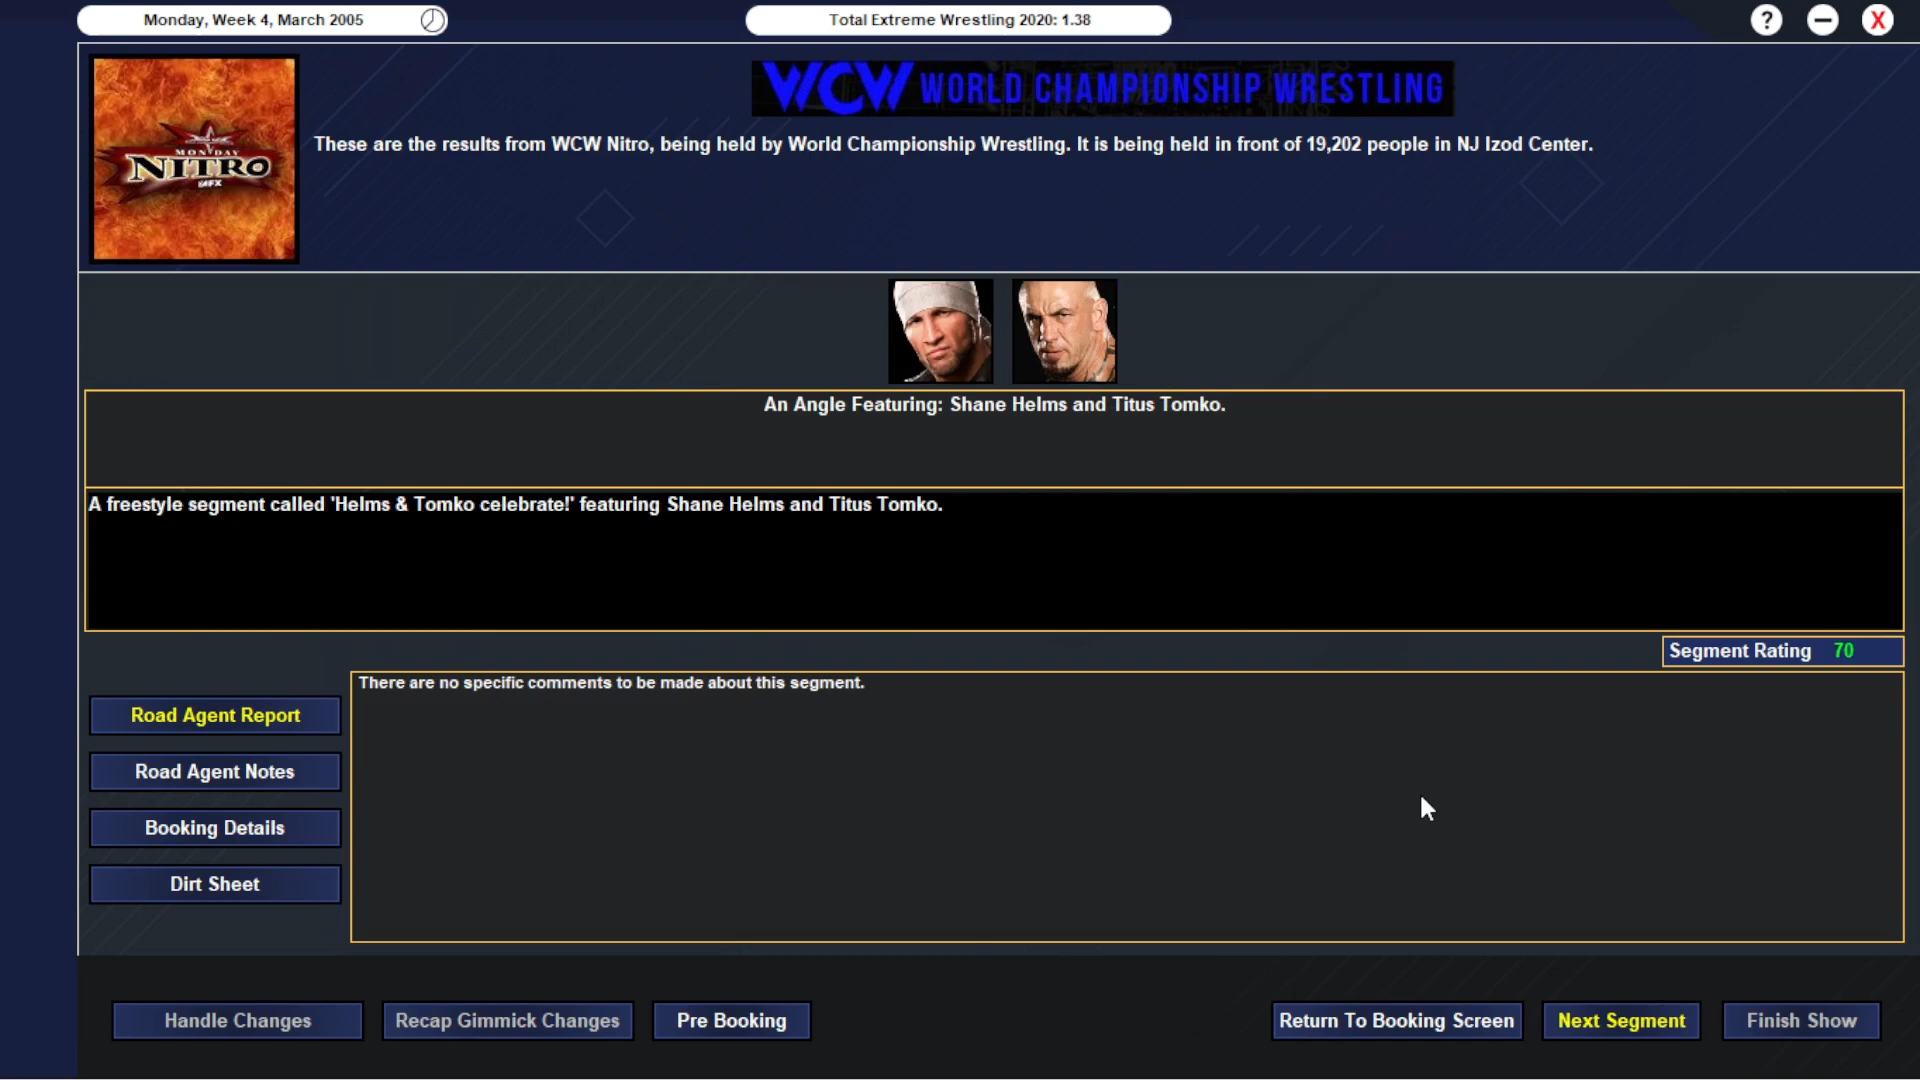 Monday, Week 4, March 2005
Total Extreme Wrestling 2020: 1.38
?
X
WCW WORLD CHAMPIONSHIP WRESTLING
MONDAY
NITRO
These are the results from WCW Nitro, being held by World Championship Wrestling. It is being held in front of 19,202 people in NJ Izod Center.
An Angle Featuring: Shane Helms and Titus Tomko.
A freestyle segment called 'Helms & Tomko celebrate!' featuring Shane Helms and Titus Tomko.
Segment Rating 70
There are no specific comments to be made about this segment.
Road Agent Report
Road Agent Notes
Booking Details
Dirt Sheet
Handle Changes
Recap Gimmick Changes
Pre Booking
Return To Booking Screen
Next Segment
Finish Show